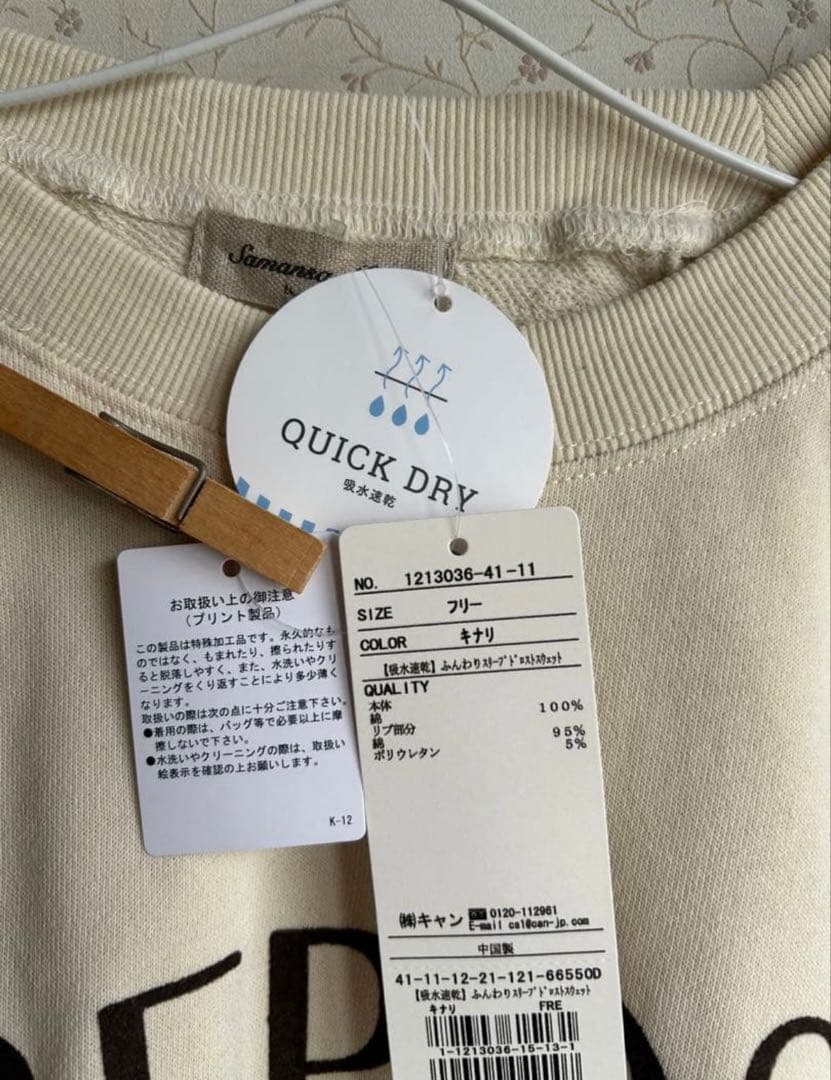 Samansa
QUICK DRY
吸水速乾
お取扱い上の御注意
（プリント製品）
この製品は特殊加工品です。永久的なも
のではなく、もまれたり、擦られたりす
ると脱落しやすく、また、水洗いやクリ
ーニングをくり返すことにより多少薄く
なります。
取扱いの際は次の点に十分ご注意下さい。
●着用の際は、バッグ等で必要以上に摩
擦しないで下さい。
●水洗いやクリーニングの際は、取扱い
絵表示を確認の上お願いします。
K-12
NO. 1213036-41-11
SIZE フリー
COLOR キナリ
【吸水速乾】ふんわりスリーブドロストスウェット
QUALITY
本体
綿 100%
リブ部分
綿 95%
ポリウレタン 5%
㈱キャン 0120-112961
E-mail csl@can-jp.com
中国製
41-11-12-21-121-66550D
【吸水速乾】ふんわりスリーブドロストスウェット
キナリ FRE
1-1213036-15-13-1